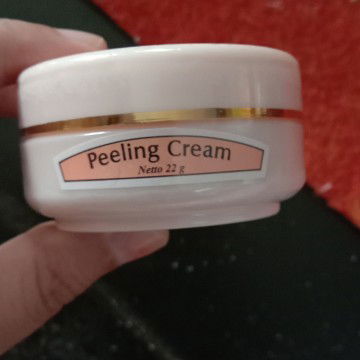 Peeling Cream
Netto 22 g